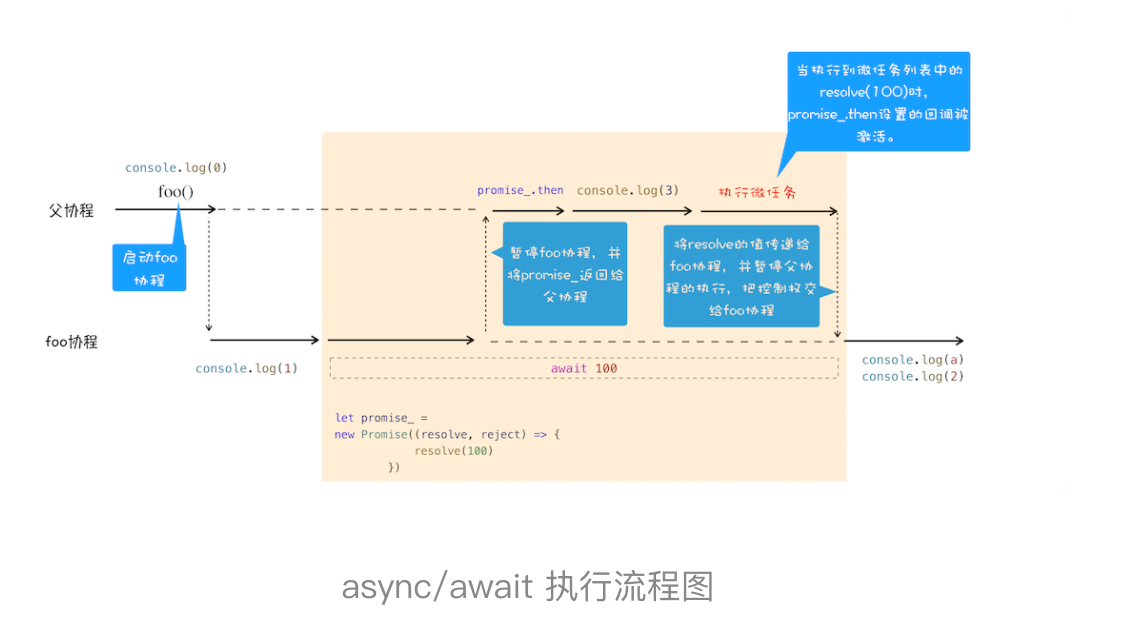 当执行到微任务列表中的
resolve(100)时，
promise_.then设置的回调被
激活。
console.log(0)
foo()
父协程
promise_.then
console.log(3)
执行微任务
启动foo
协程
暂停foo协程，并
将promise_返回给
父协程
将resolve的值传递给
foo协程，并暂停父协
程的执行，把控制权交
给foo协程
foo协程
console.log(1)
await 100
console.log(a)
console.log(2)
let promise_ =
new Promise((resolve, reject) => {
resolve(100)
})
async/await 执行流程图